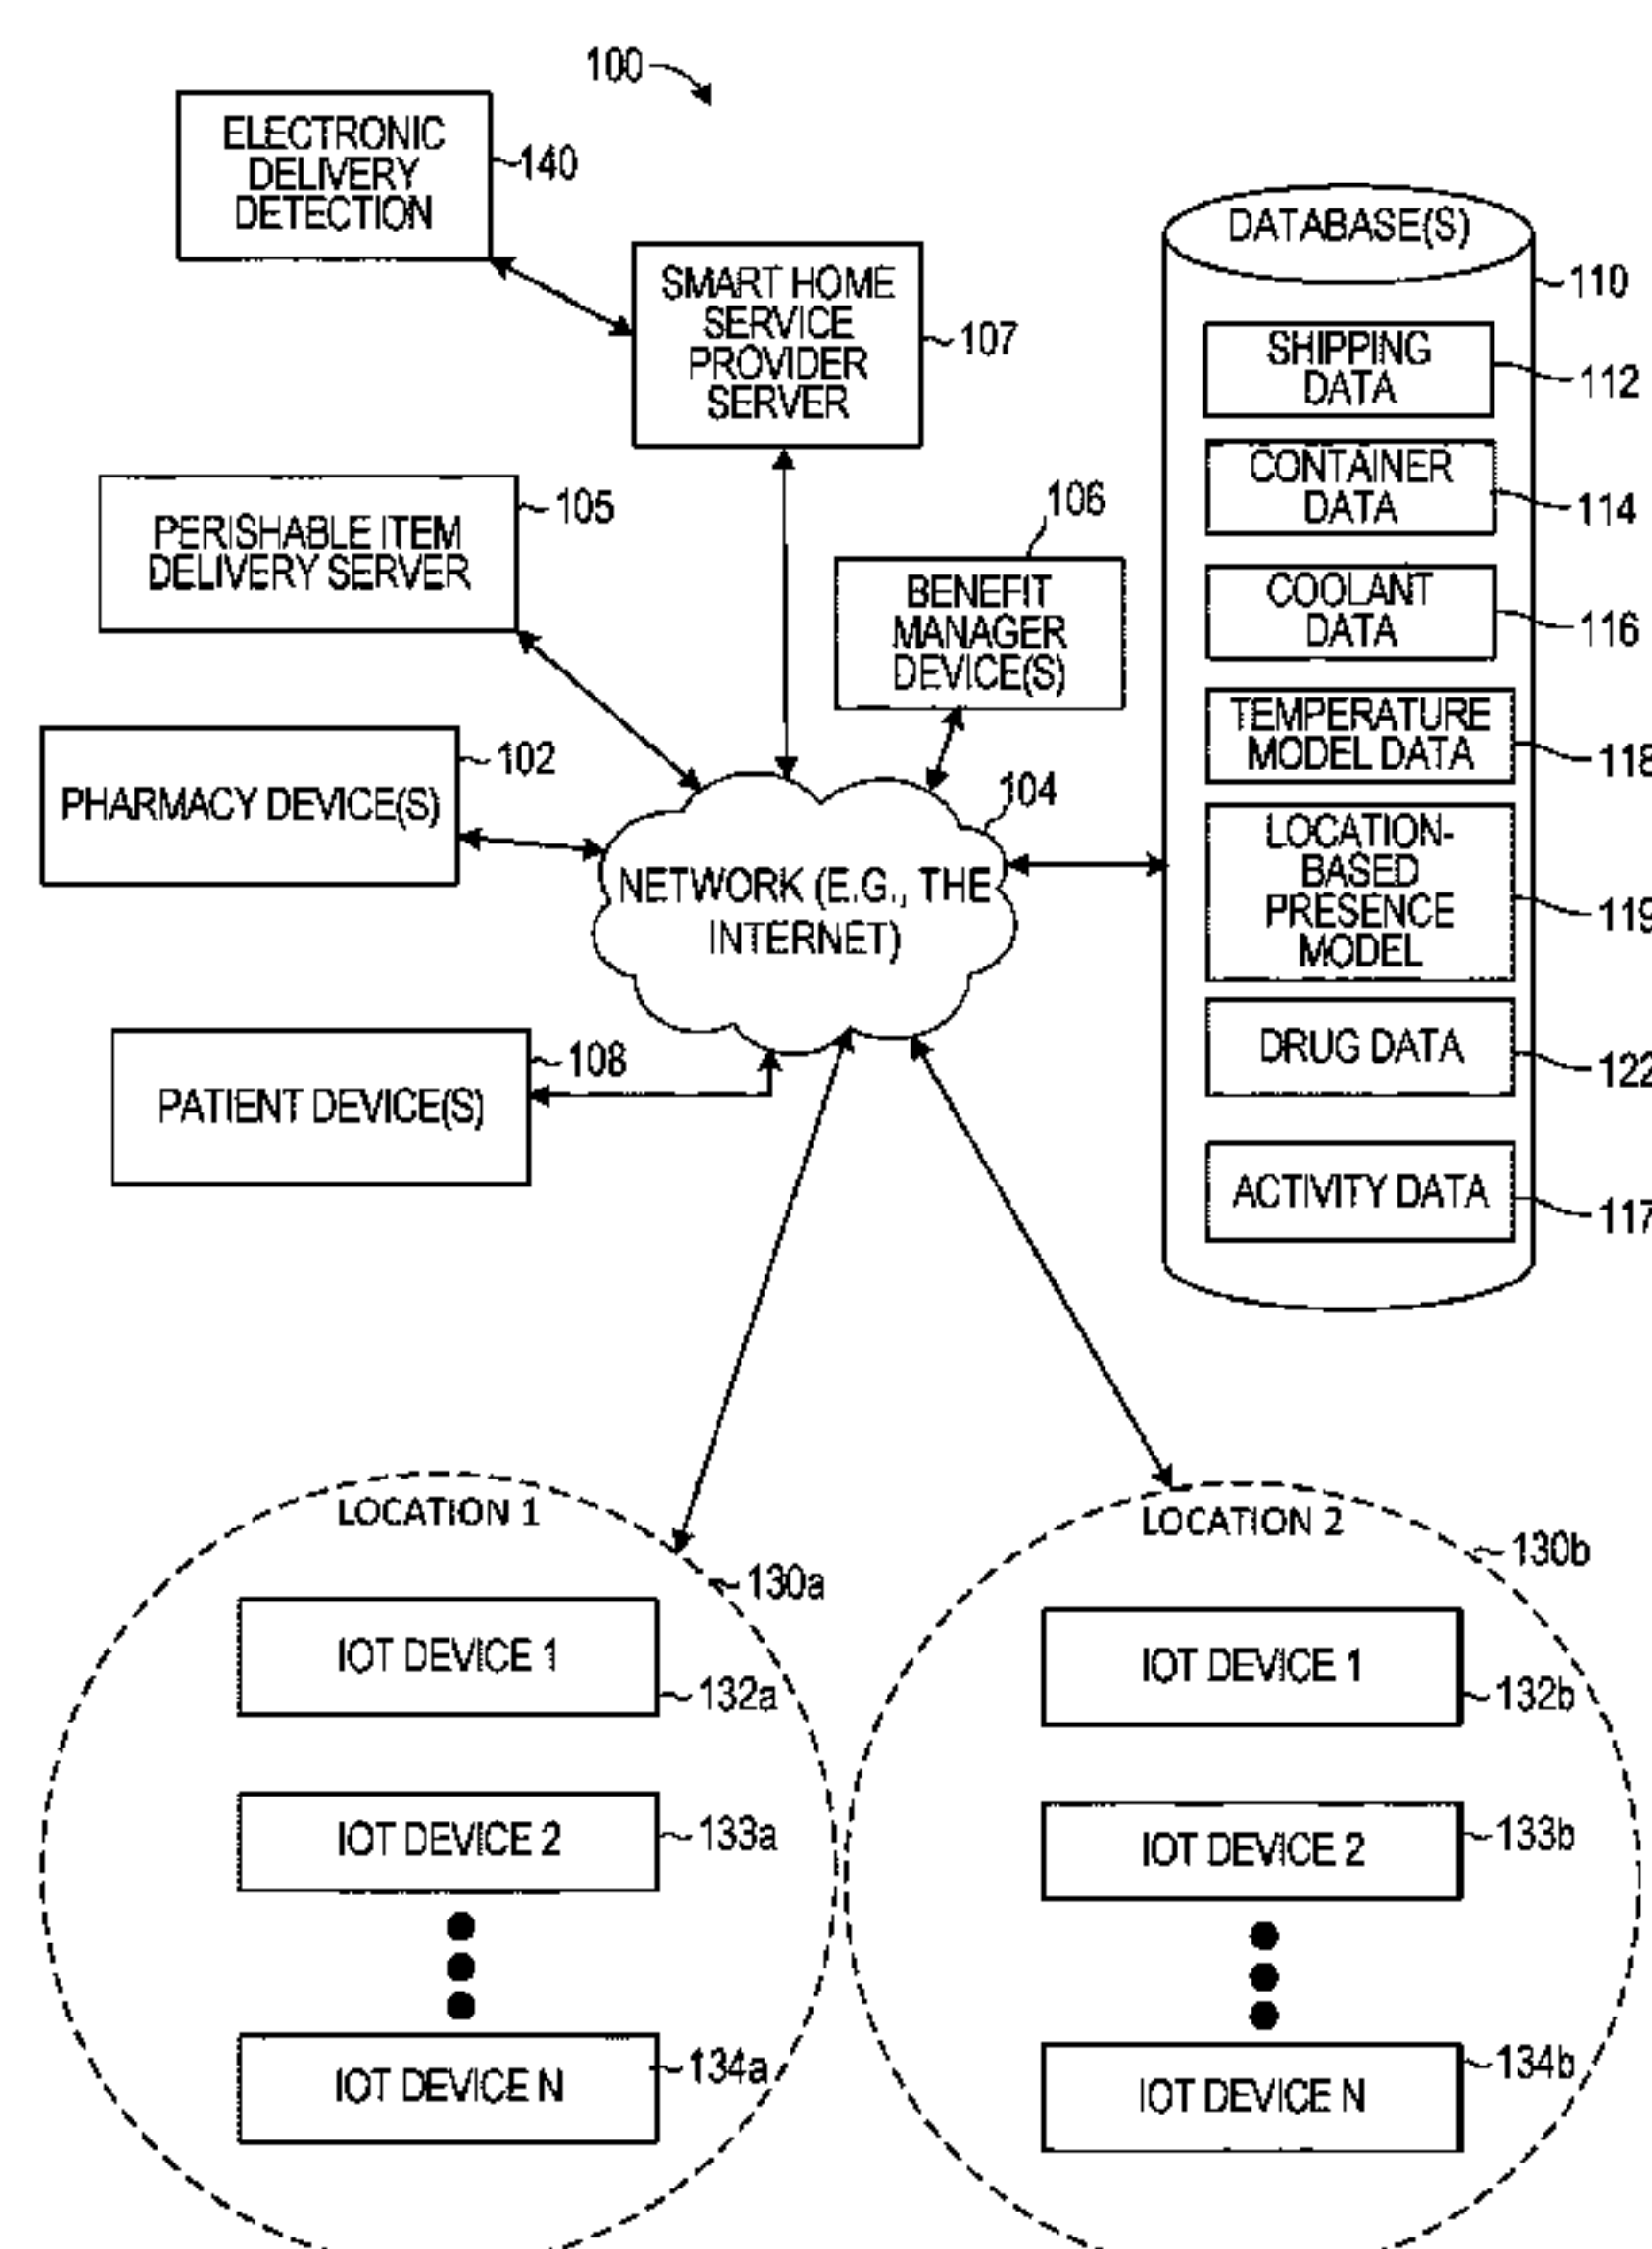 100
ELECTRONIC
DELIVERY
DETECTION
140
SMART HOME
SERVICE
PROVIDER
SERVER
107
PERISHABLE ITEM
DELIVERY SERVER
105
BENEFIT
MANAGER
DEVICE(S)
106
PHARMACY DEVICE(S)
102
NETWORK (E.G., THE
INTERNET)
104
PATIENT DEVICE(S)
108
DATABASE(S)
110
SHIPPING
DATA
112
CONTAINER
DATA
114
COOLANT
DATA
116
TEMPERATURE
MODEL DATA
118
LOCATION-
BASED
PRESENCE
MODEL
119
DRUG DATA
122
ACTIVITY DATA
117
LOCATION 1
130a
IOT DEVICE 1
132a
IOT DEVICE 2
133a
IOT DEVICE N
134a
LOCATION 2
130b
IOT DEVICE 1
132b
IOT DEVICE 2
133b
IOT DEVICE N
134b